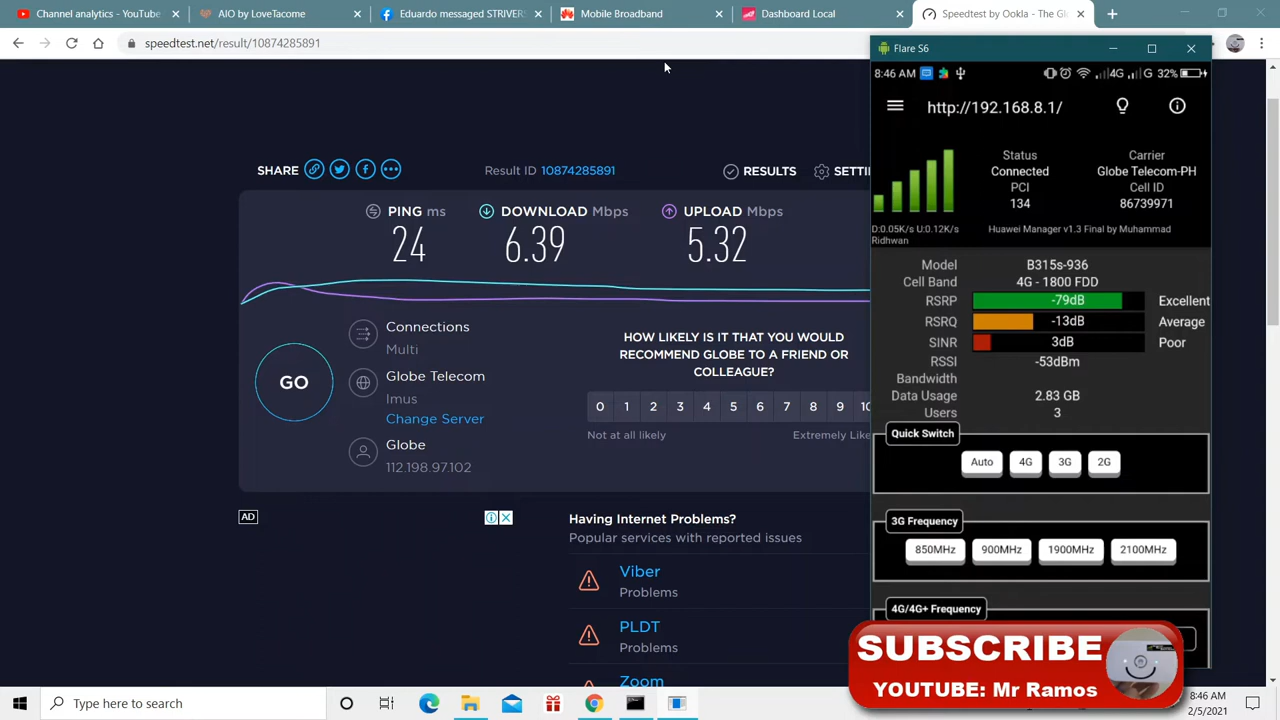 Channel analytics - YouTube
AIO by LoveTacome
Eduardo messaged STRIVERS
Mobile Broadband
Dashboard Local
Speedtest by Ookla - The Gl
speedtest.net/result/10874285891
SHARE
Result ID 10874285891
RESULTS
SETTI
PING ms
24
DOWNLOAD Mbps
6.39
UPLOAD Mbps
5.32
GO
Connections
Multi
Globe Telecom
Imus
Change Server
Globe
112.198.97.102
HOW LIKELY IS IT THAT YOU WOULD
RECOMMEND GLOBE TO A FRIEND OR
COLLEAGUE?
0 1 2 3 4 5 6 7 8 9 10
Not at all likely
Extremely Like
AD
Having Internet Problems?
Popular services with reported issues
Viber
Problems
PLDT
Problems
Zoom
Flare S6
8:46 AM
4G
G 32%
http://192.168.8.1/
Status
Connected
PCI
134
Carrier
Globe Telecom-PH
Cell ID
86739971
D:0.05K/s U:0.12K/s
Ridhwan
Huawei Manager v1.3 Final by Muhammad
Model B315s-936
Cell Band 4G - 1800 FDD
RSRP -79dB Excellent
RSRQ -13dB Average
SINR 3dB Poor
RSSI -53dBm
Bandwidth
Data Usage 2.83 GB
Users 3
Quick Switch
Auto 4G 3G 2G
3G Frequency
850MHz 900MHz 1900MHz 2100MHz
4G/4G+ Frequency
SUBSCRIBE
YOUTUBE: Mr Ramos
Type here to search
8:46 AM
2/5/2021